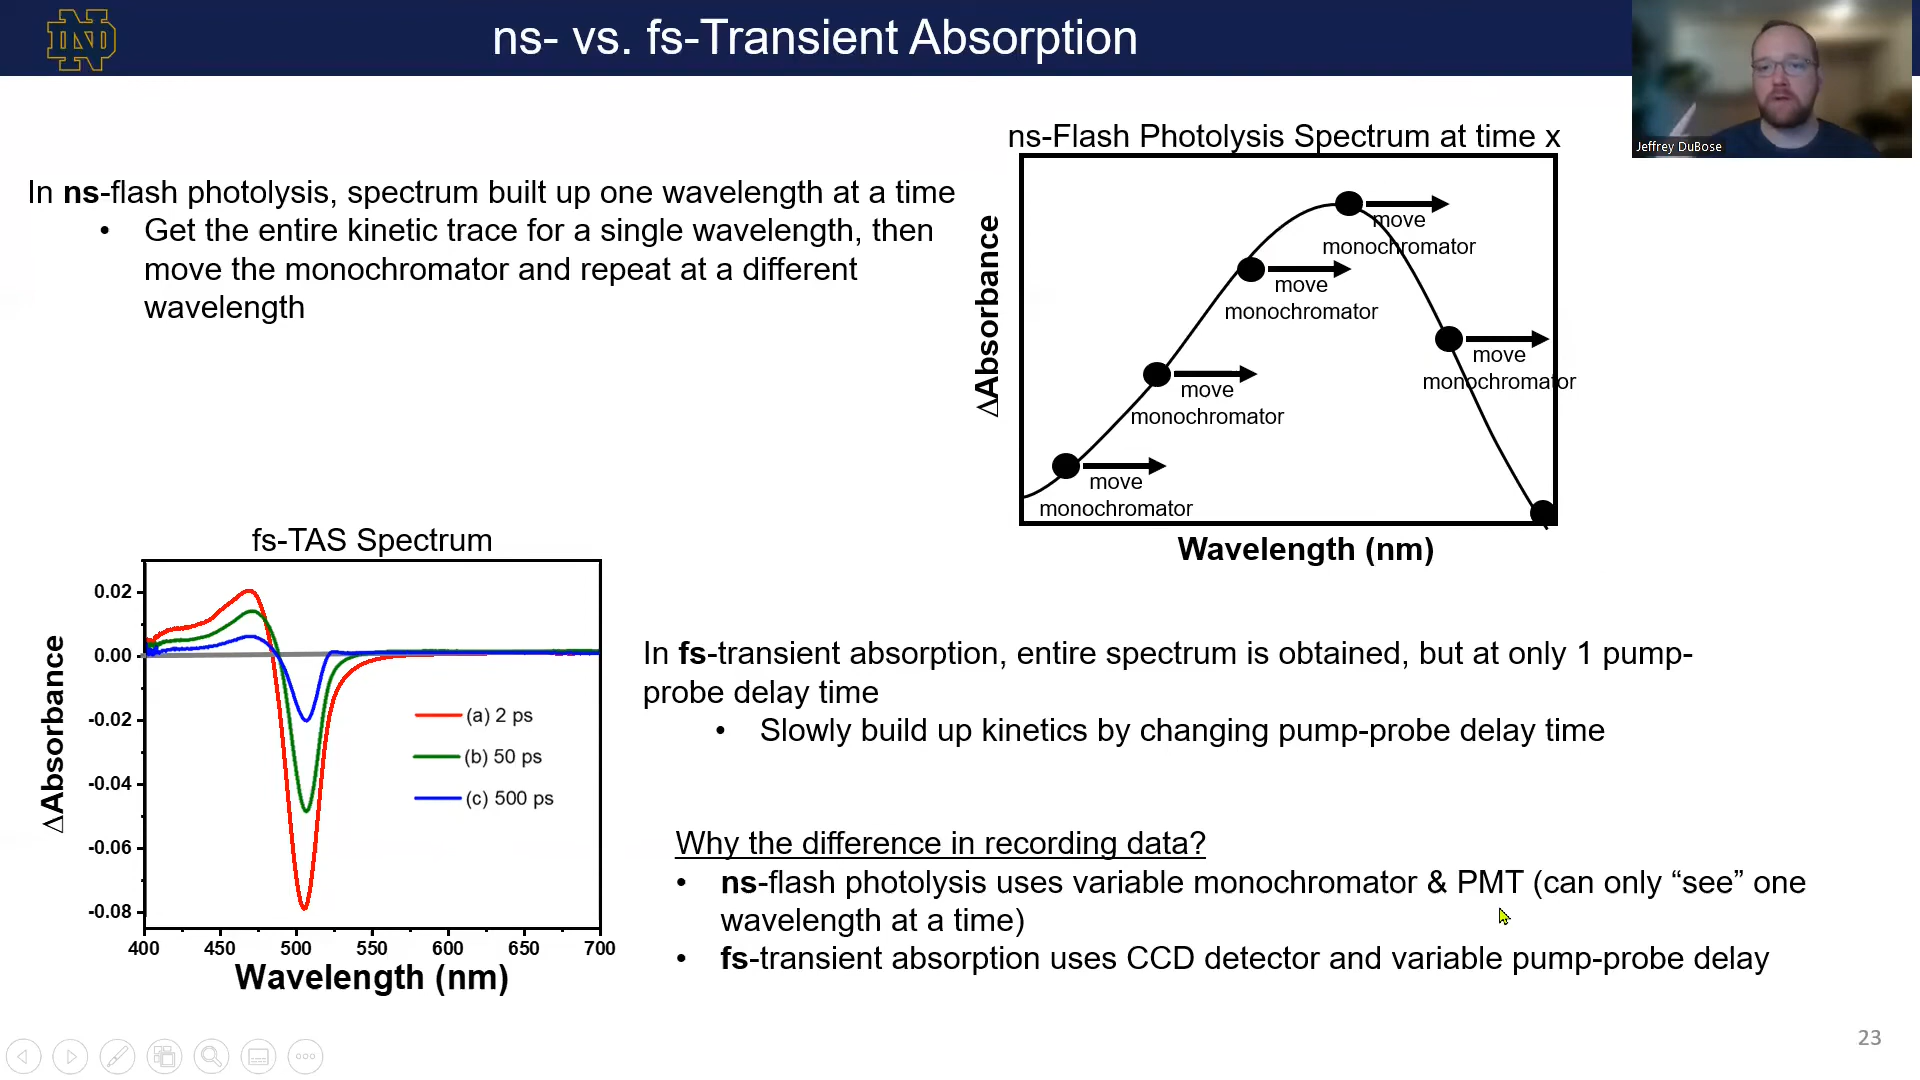 ns- vs. fs-Transient Absorption
Jeffrey DuBose
In ns-flash photolysis, spectrum built up one wavelength at a time
• Get the entire kinetic trace for a single wavelength, then
move the monochromator and repeat at a different
wavelength
ns-Flash Photolysis Spectrum at time x
ΔAbsorbance
move
monochromator
move
monochromator
move
monochromator
move
monochromator
move
monochromator
Wavelength (nm)
fs-TAS Spectrum
ΔAbsorbance
0.02
0.00
-0.02
-0.04
-0.06
-0.08
(a) 2 ps
(b) 50 ps
(c) 500 ps
400 450 500 550 600 650 700
Wavelength (nm)
In fs-transient absorption, entire spectrum is obtained, but at only 1 pump-
probe delay time
• Slowly build up kinetics by changing pump-probe delay time
Why the difference in recording data?
• ns-flash photolysis uses variable monochromator & PMT (can only “see” one
wavelength at a time)
• fs-transient absorption uses CCD detector and variable pump-probe delay
23